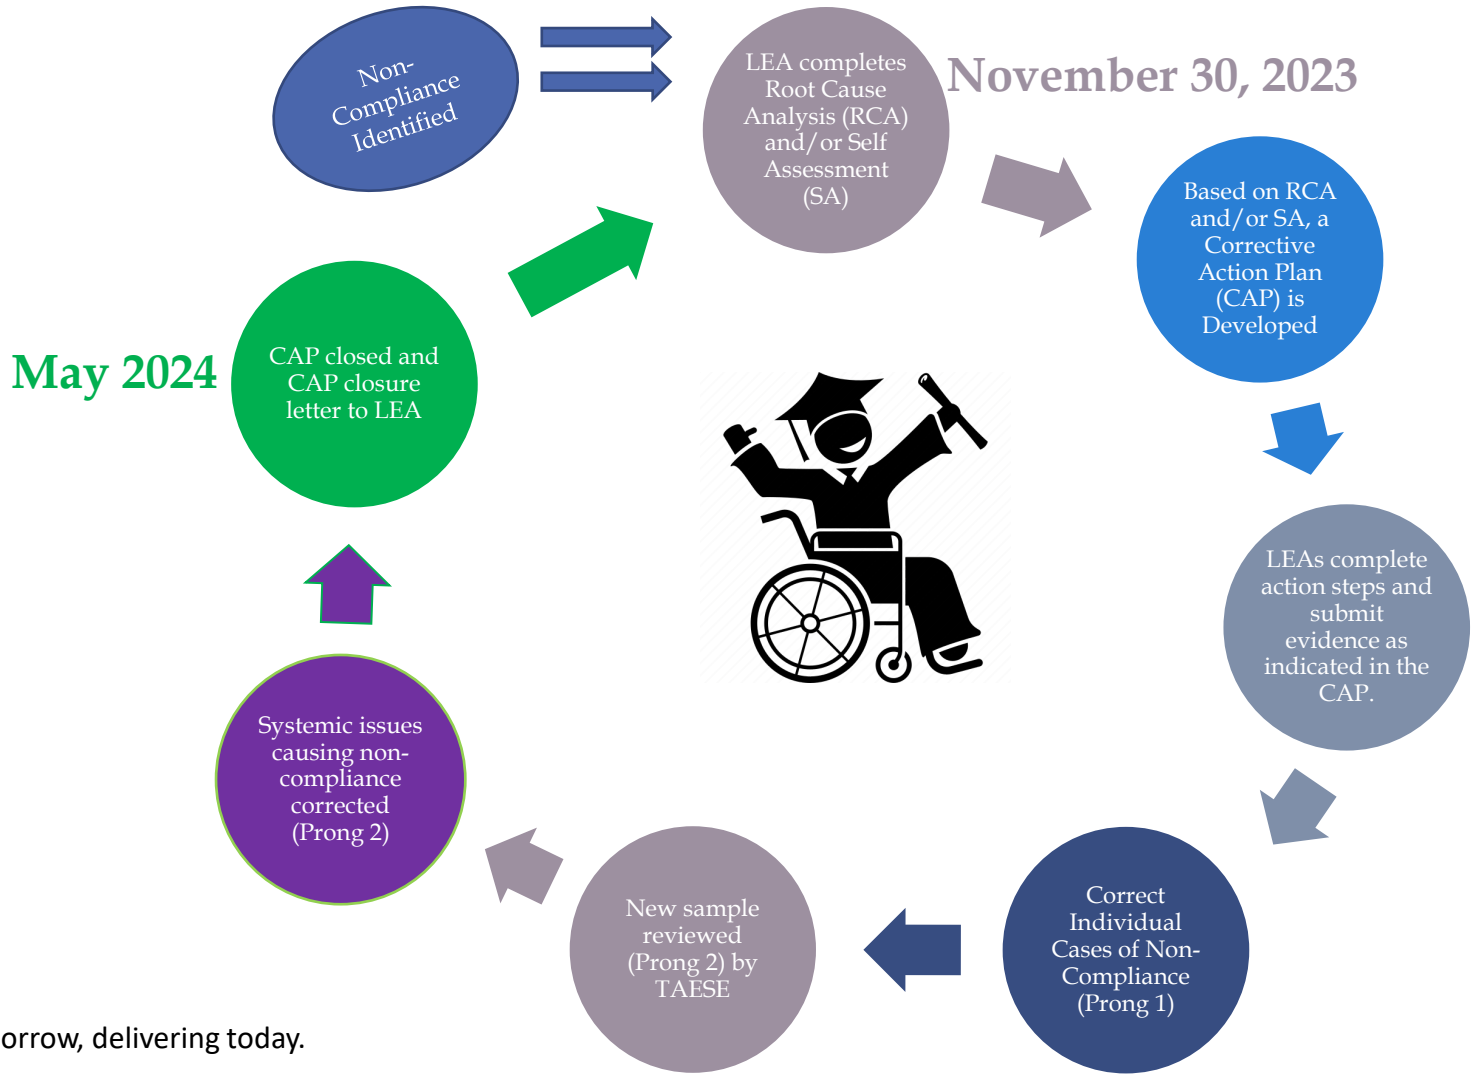 Non-
Compliance
Identified
LEA completes
Root Cause
Analysis (RCA)
and/or Self
Assessment
(SA)
November 30, 2023
Based on RCA
and/or SA, a
Corrective
Action Plan
(CAP) is
Developed
LEAs complete
action steps and
submit
evidence as
indicated in the
CAP.
Correct
Individual
Cases of Non-
Compliance
(Prong 1)
New sample
reviewed
(Prong 2) by
TAESE
Systemic issues
causing non-
compliance
corrected
(Prong 2)
CAP closed and
CAP closure
letter to LEA
May 2024
orrow, delivering today.